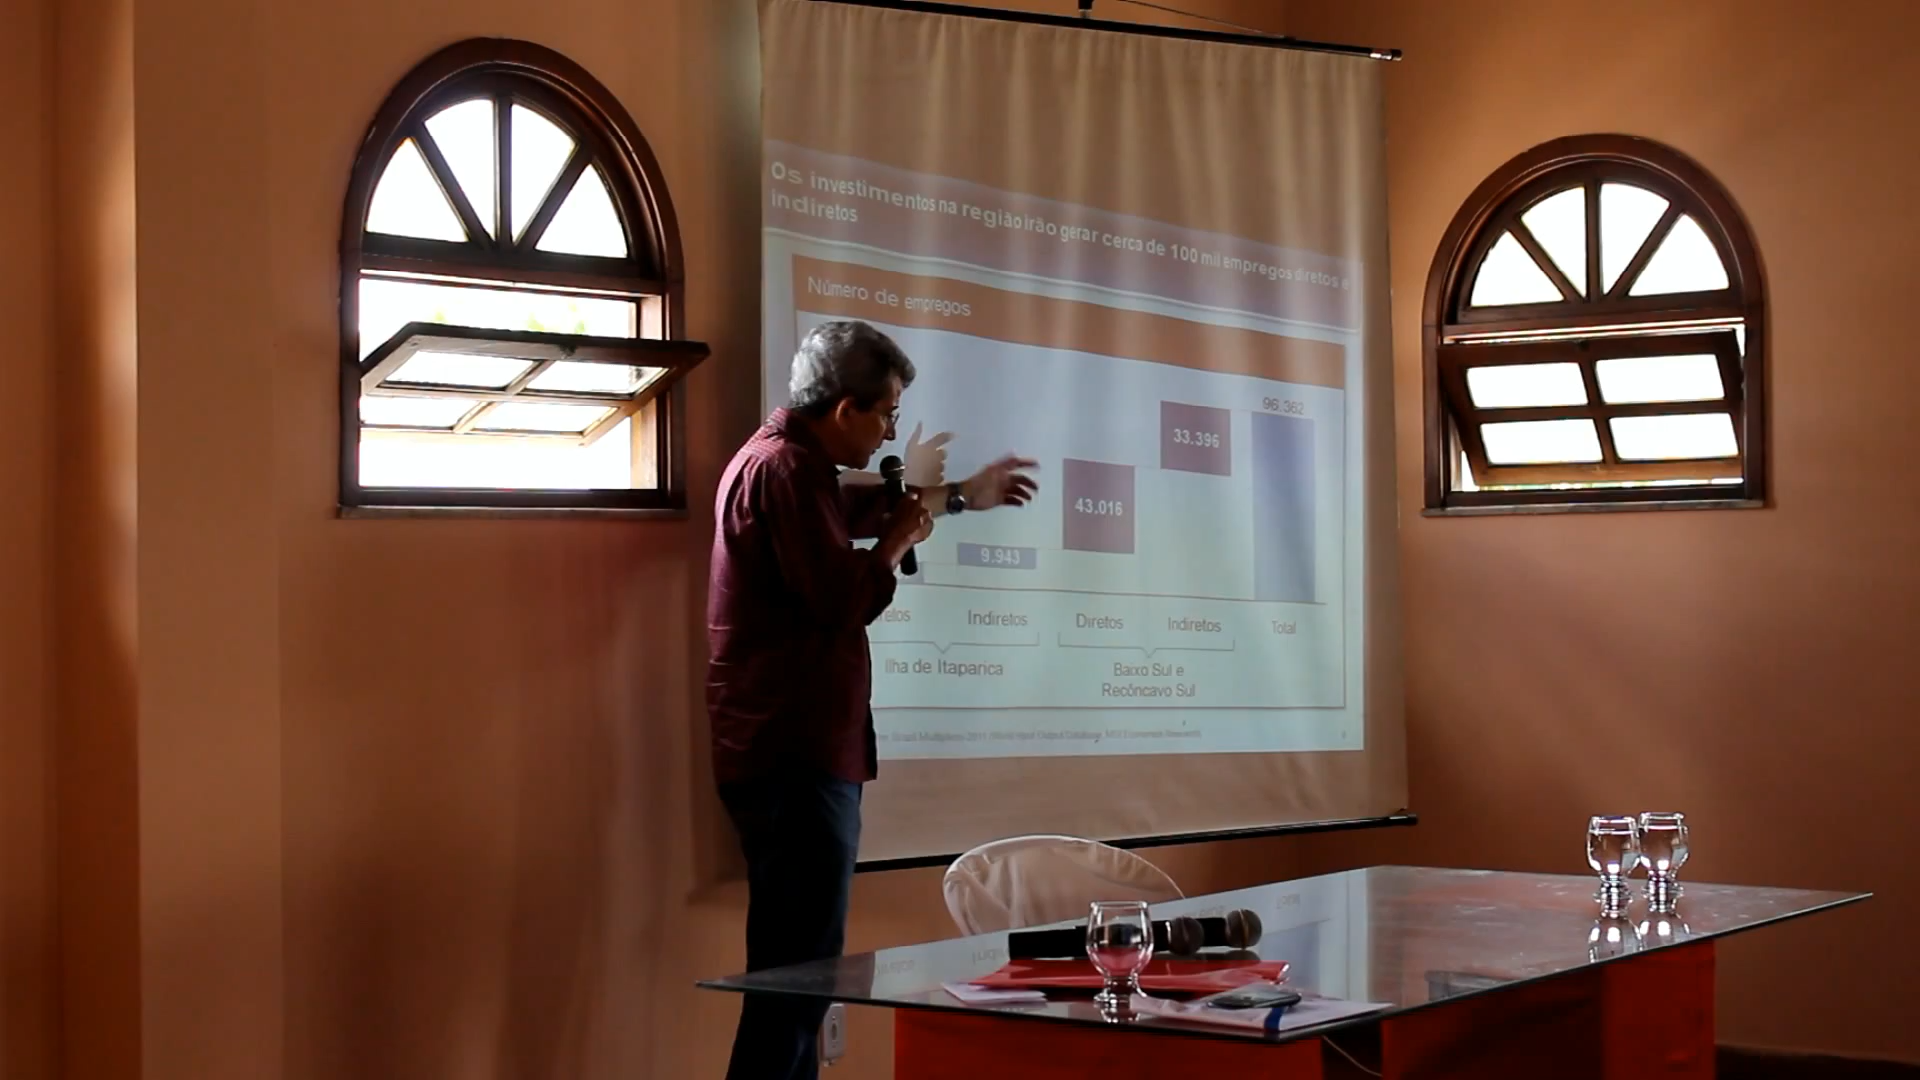 Os investimentos na região irão gerar cerca de 100 mil empregos diretos e
indiretos
Número de empregos
96.362
33.396
43.016
9.943
Indiretos
Diretos
Indiretos
Total
Ilha de Itaparica
Baixo Sul e
Recôncavo Sul